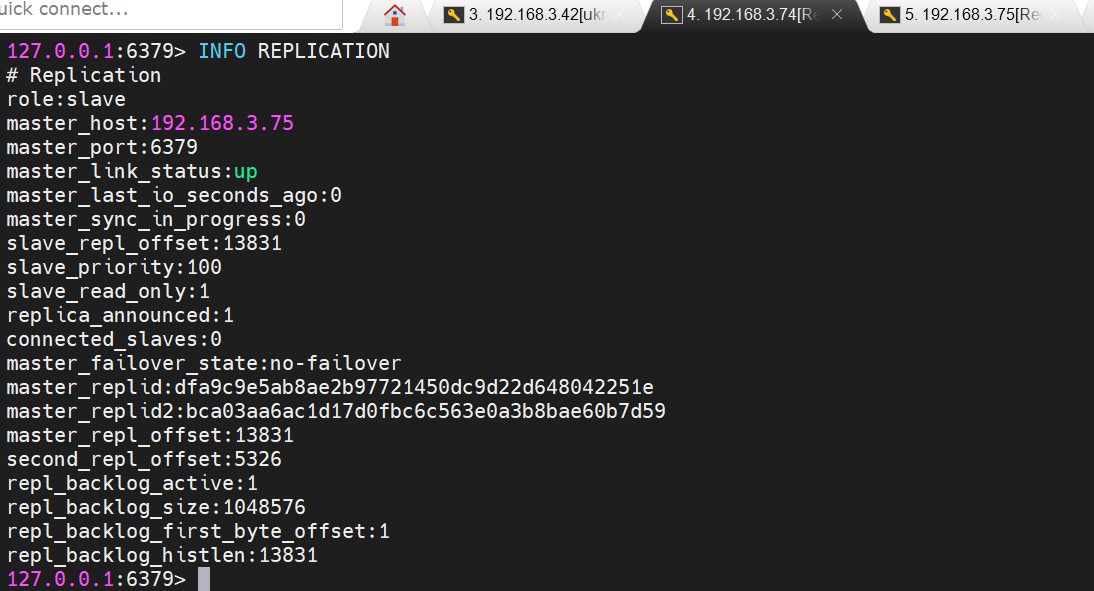 uick connect...
3. 192.168.3.42[ukr
4. 192.168.3.74[Re
5. 192.168.3.75[Re
127.0.0.1:6379> INFO REPLICATION
# Replication
role:slave
master_host:192.168.3.75
master_port:6379
master_link_status:up
master_last_io_seconds_ago:0
master_sync_in_progress:0
slave_repl_offset:13831
slave_priority:100
slave_read_only:1
replica_announced:1
connected_slaves:0
master_failover_state:no-failover
master_replid:dfa9c9e5ab8ae2b97721450dc9d22d648042251e
master_replid2:bca03aa6ac1d17d0fbc6c563e0a3b8bae60b7d59
master_repl_offset:13831
second_repl_offset:5326
repl_backlog_active:1
repl_backlog_size:1048576
repl_backlog_first_byte_offset:1
repl_backlog_histlen:13831
127.0.0.1:6379>